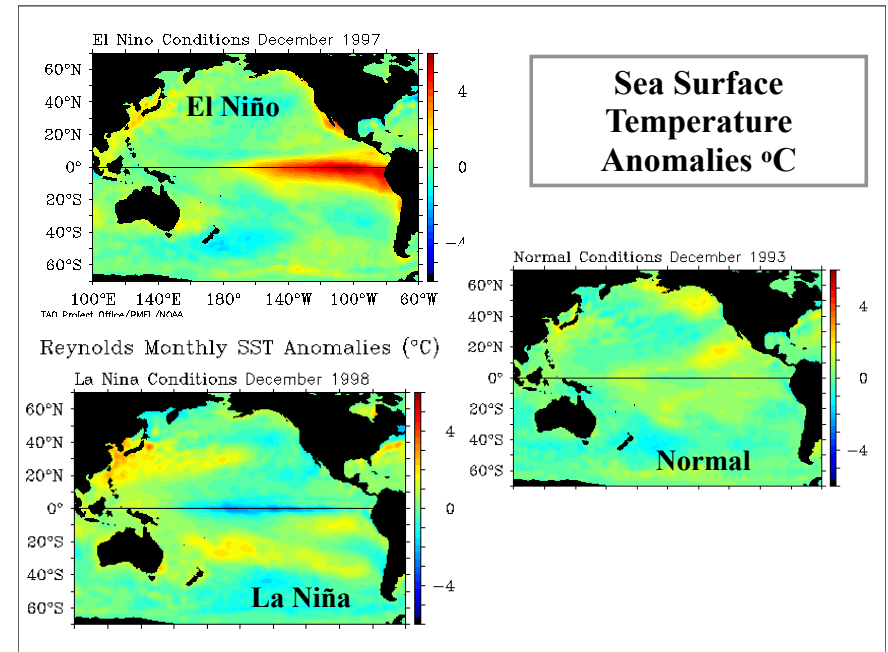 El Nino Conditions December 1997
60°N
40°N
20°N
0°
20°S
40°S
60°S
100°E 140°E 180° 140°W 100°W 60°W
4
0
El Niño
TAO Project Office/PMEL/NOAA
Sea Surface
Temperature
Anomalies °C
Normal Conditions December 1993
60°N
40°N
20°N
0°
20°S
40°S
60°S
4
0
−4
Normal
Reynolds Monthly SST Anomalies (°C)
La Nina Conditions December 1998
60°N
40°N
20°N
0°
20°S
40°S
60°S
4
0
−4
La Niña